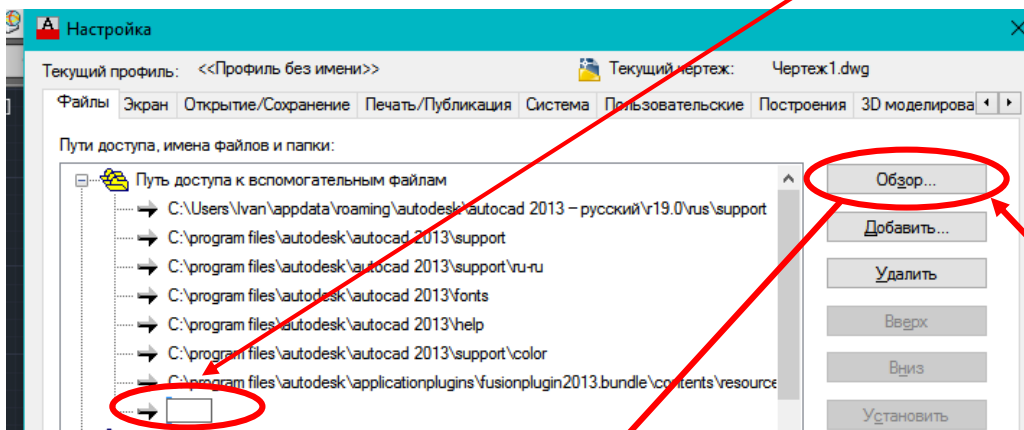 Настройка
Текущий профиль: <<Профиль без имени>> Текущий чертеж: Чертеж1.dwg
Файлы Экран Открытие/Сохранение Печать/Публикация Система Пользовательские Построения 3D моделирова
Пути доступа, имена файлов и папки:
Путь доступа к вспомогательным файлам
Обзор...
C:\Users\Ivan\appdata\roaming\autodesk\autocad 2013 – русский\r19.0\rus\support
Добавить...
C:\program files\autodesk\autocad 2013\support
C:\program files\autodesk\autocad 2013\support\ru-ru
Удалить
C:\program files\autodesk\autocad 2013\fonts
C:\program files\autodesk\autocad 2013\help
Вверх
C:\program files\autodesk\autocad 2013\support\color
Вниз
C:\program files\autodesk\applicationplugins\fusionplugin2013.bundle\contents\resource
Установить